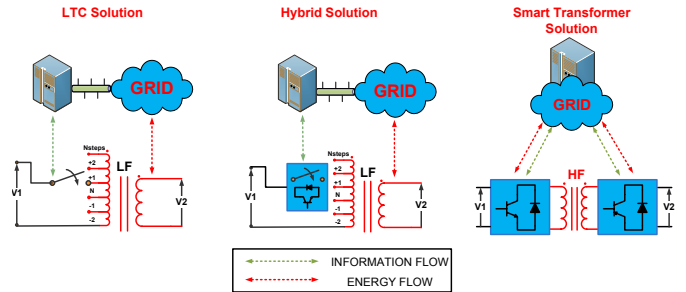 LTC Solution
Hybrid Solution
Smart Transformer
Solution
GRID
GRID
GRID
Nsteps
+2
+1
N
-1
-2
LF
V1
V2
Nsteps
+2
+1
N
-1
-2
LF
V1
V2
HF
V1
V2
INFORMATION FLOW
ENERGY FLOW